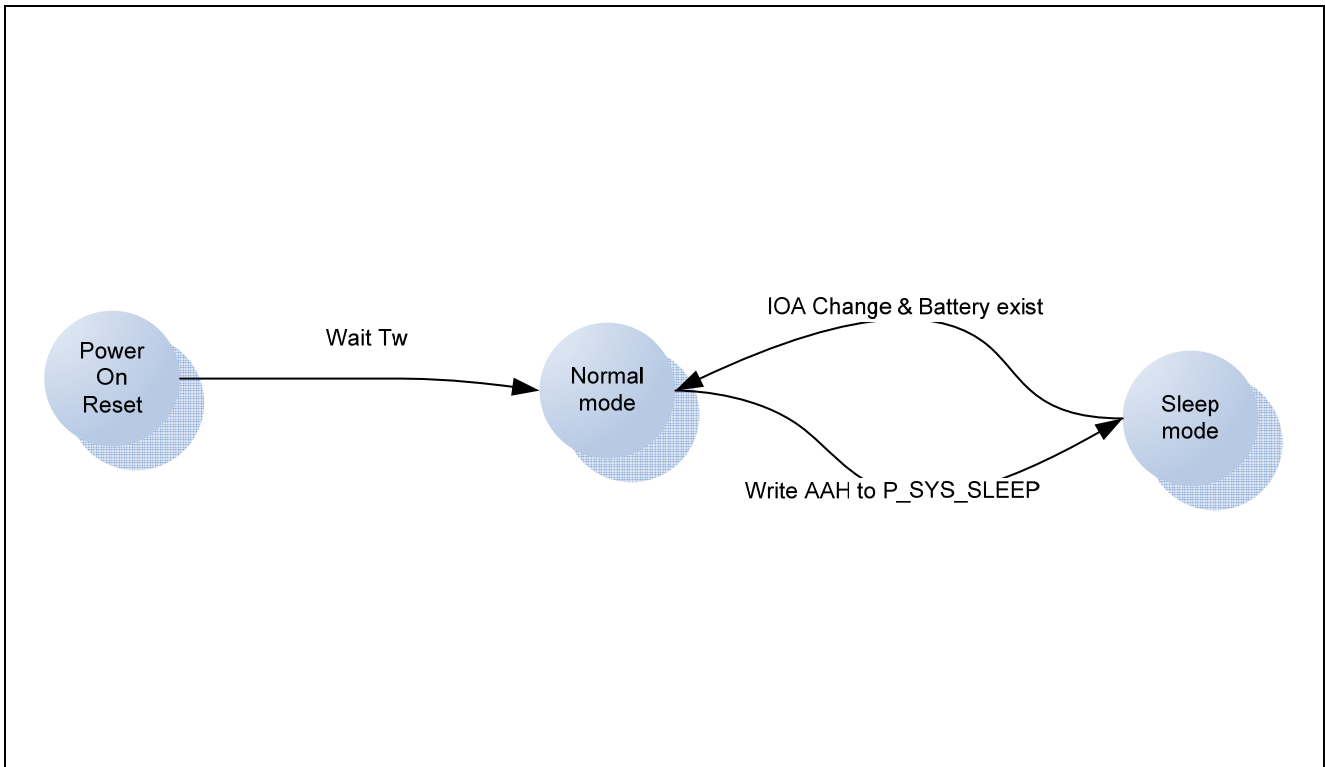 Power
On
Reset
Wait Tw
Normal
mode
IOA Change & Battery exist
Write AAH to P_SYS_SLEEP
Sleep
mode